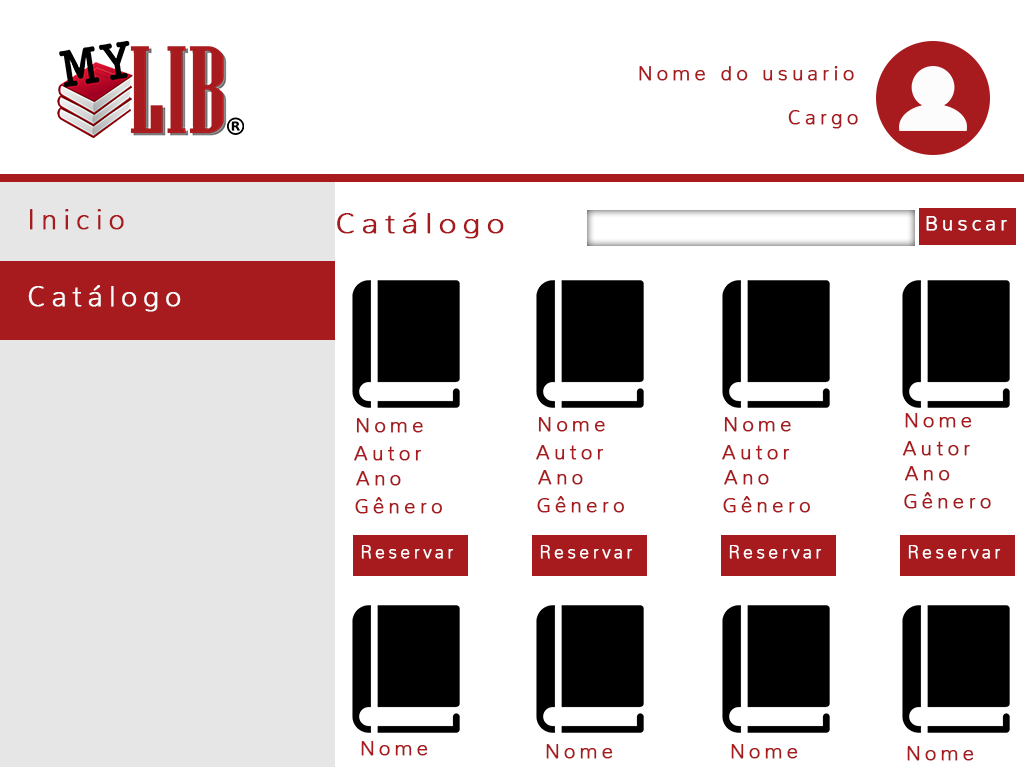 MY LIB®
Nome do usuario
Cargo
Inicio
Catálogo
Catálogo
Buscar
Nome
Autor
Ano
Gênero
Reservar
Nome
Autor
Ano
Gênero
Reservar
Nome
Autor
Ano
Gênero
Reservar
Nome
Autor
Ano
Gênero
Reservar
Nome
Nome
Nome
Nome